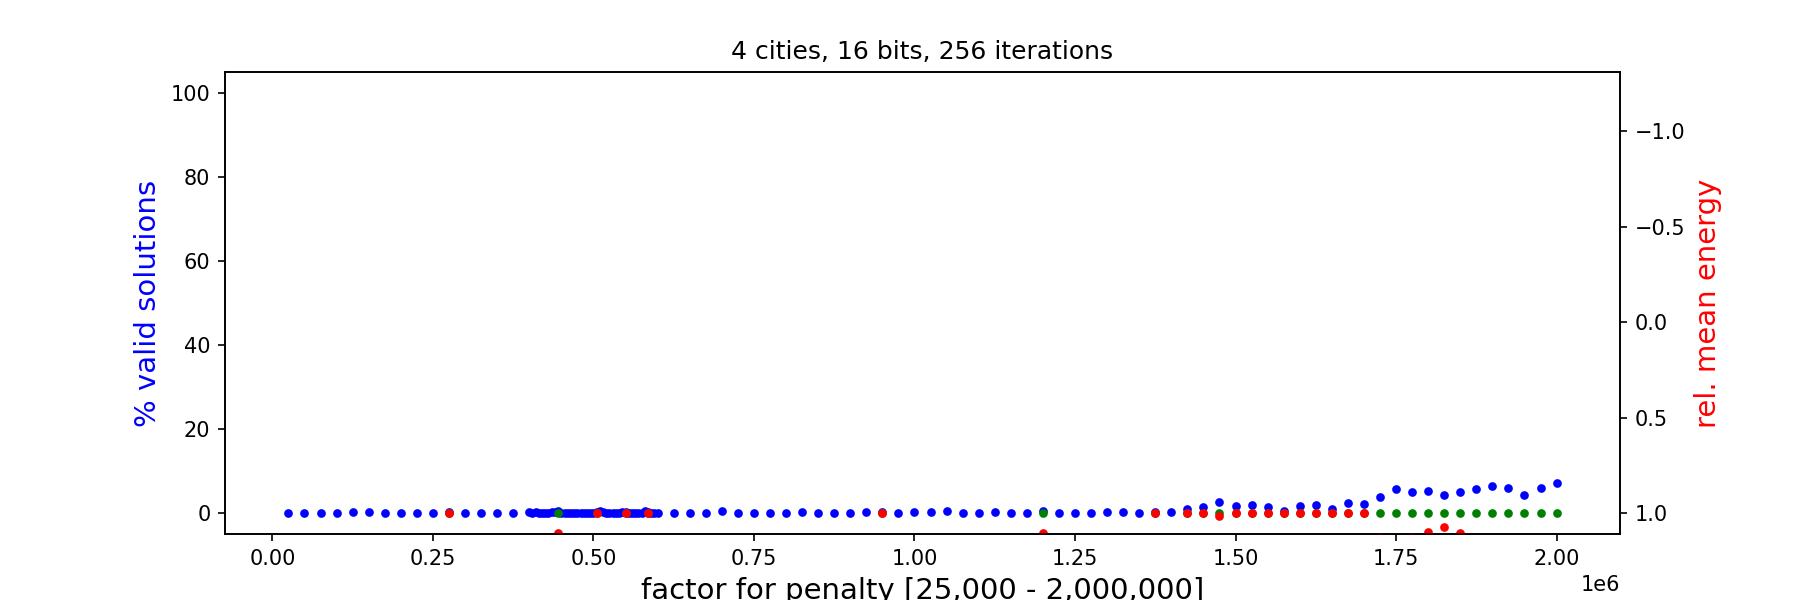 4 cities, 16 bits, 256 iterations
100
80
60
40
20
0
% valid solutions
−1.0
−0.5
0.0
0.5
1.0
rel. mean energy
0.00 0.25 0.50 0.75 1.00 1.25 1.50 1.75 2.00
1e6
factor for penalty [25,000 - 2,000,000]